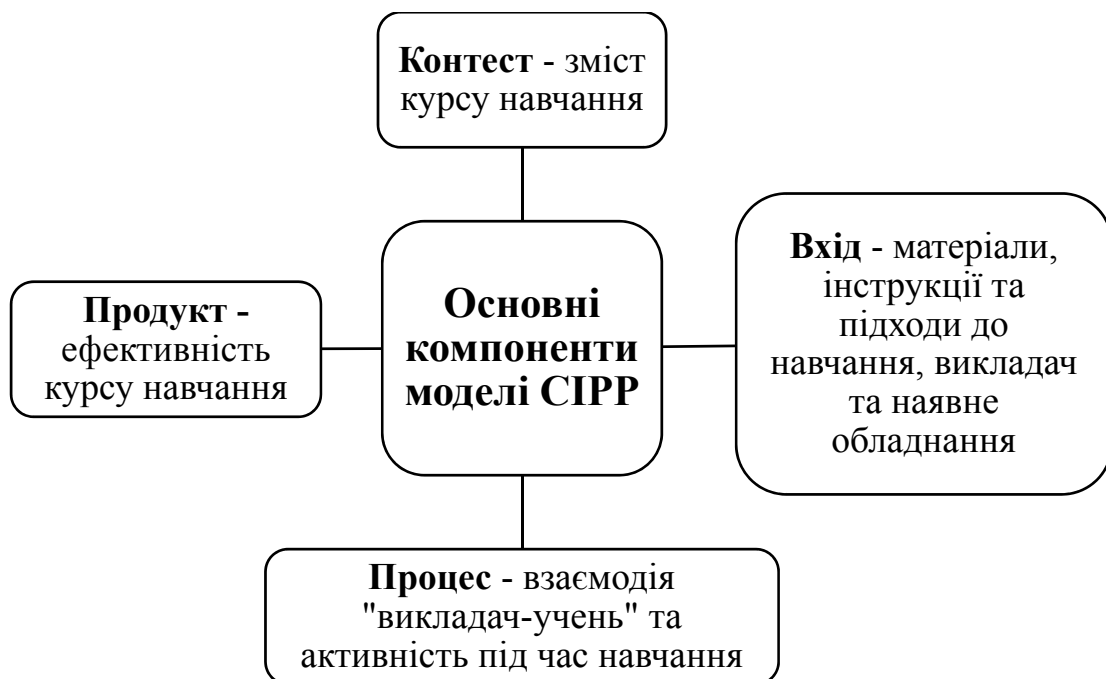 Контест - зміст
курсу навчання
Продукт -
ефективність
курсу навчання
Основні
компоненти
моделі CIPP
Вхід - матеріали,
інструкції та
підходи до
навчання, викладач
та наявне
обладнання
Процес - взаємодія
"викладач-учень" та
активність під час навчання